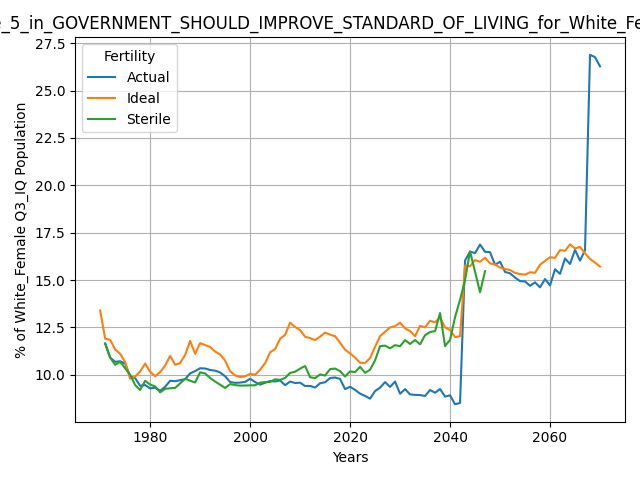 _5_in_GOVERNMENT_SHOULD_IMPROVE_STANDARD_OF_LIVING_for_White_Fe
Fertility
Actual
Ideal
Sterile
27.5
25.0
22.5
20.0
17.5
15.0
12.5
10.0
% of White_Female Q3_IQ Population
1980
2000
2020
2040
2060
Years